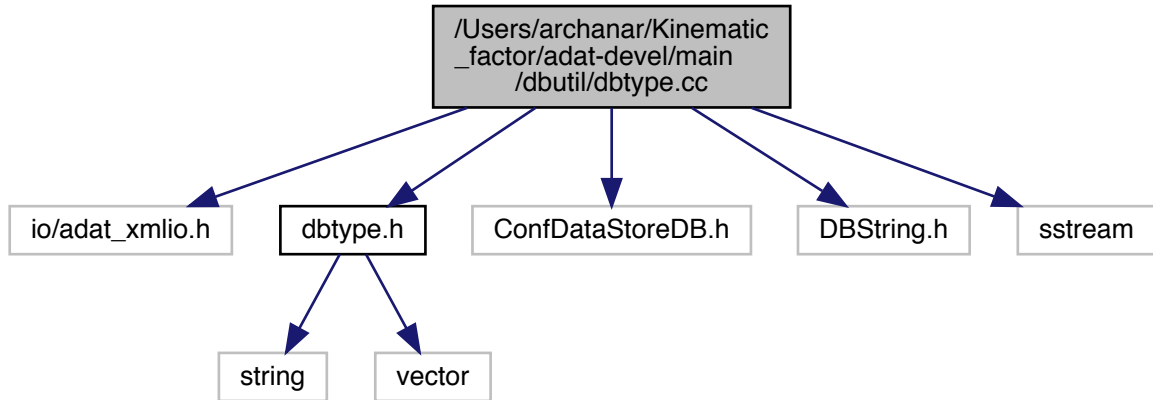 /Users/archanar/Kinematic
_factor/adat-devel/main
/dbutil/dbtype.cc
io/adat_xmlio.h
dbtype.h
ConfDataStoreDB.h
DBString.h
sstream
string
vector